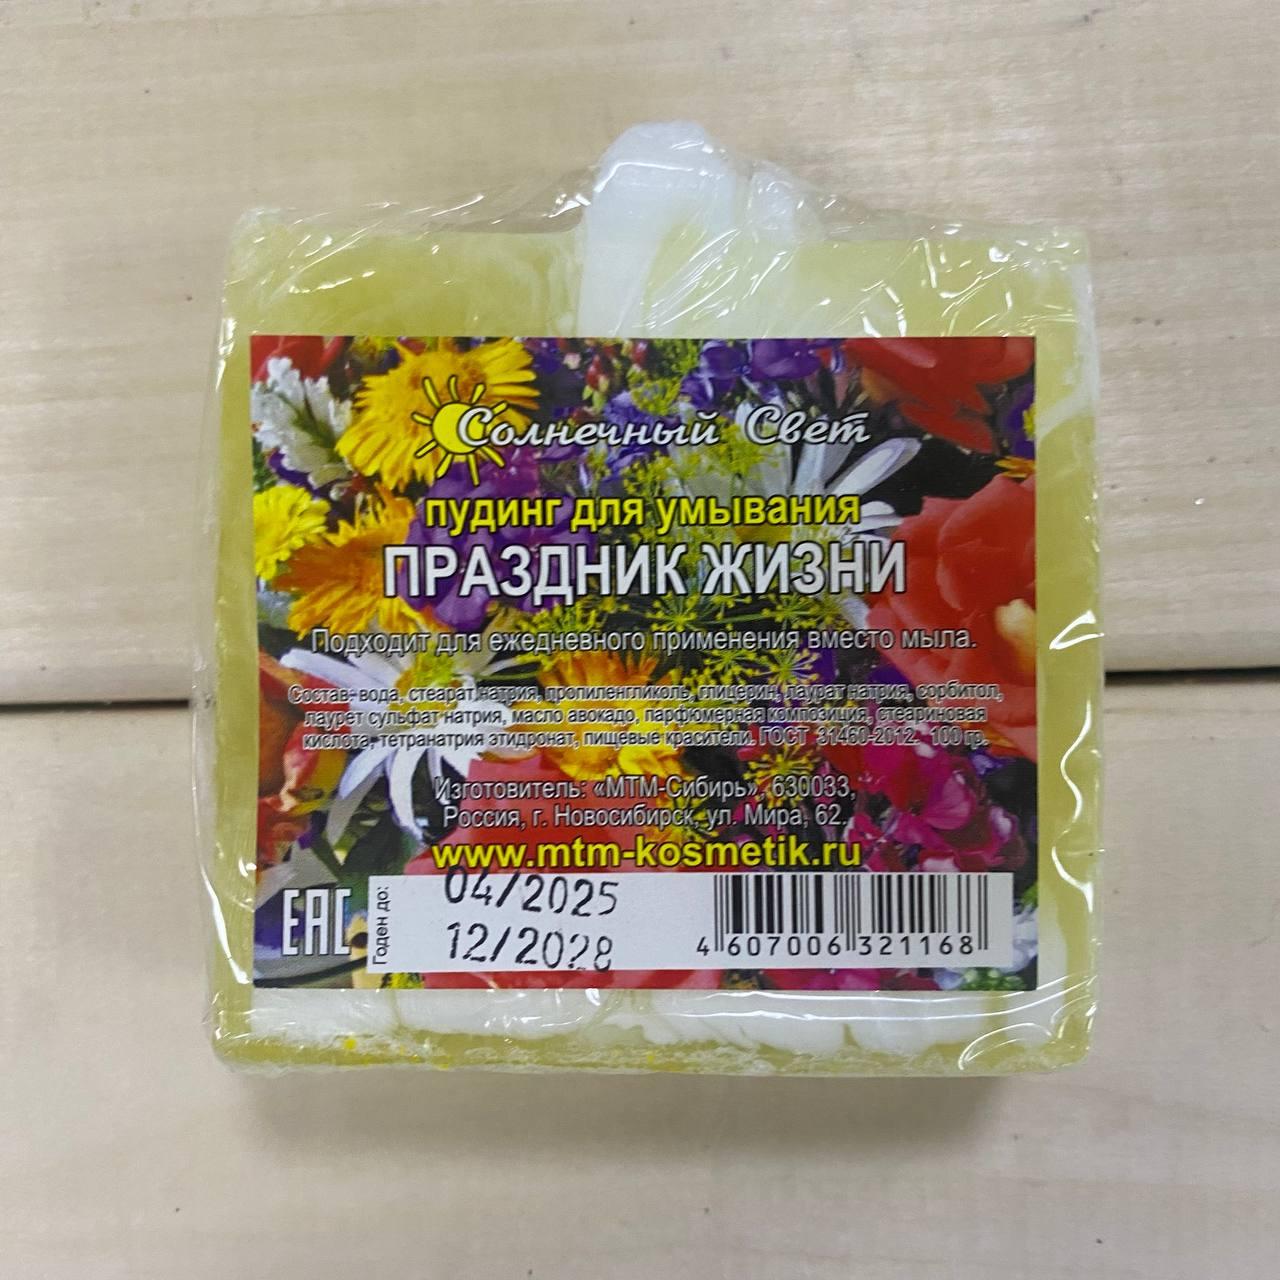 Солнечный Свет
пудинг для умывания
ПРАЗДНИК ЖИЗНИ
Подходит для ежедневного применения вместо мыла.
Состав: вода, стеарат натрия, пропиленгликоль, глицерин, лаурат натрия, сорбитол,
лаурет сульфат натрия, масло авокадо, парфюмерная композиция, стеариновая
кислота, тетранатрия этидронат, пищевые красители. ГОСТ 31460-2012. 100 гр.
Изготовитель: «МТМ-Сибирь», 630033,
Россия, г. Новосибирск, ул. Мира, 62.
www.mtm-kosmetik.ru
ЕАС
Годен до:
04/2025
12/2028
4 607006 321168